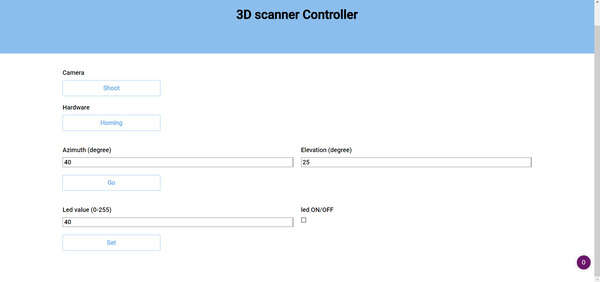 3D scanner Controller
Camera
Shoot
Hardware
Homing
Azimuth (degree)
Elevation (degree)
40
25
Go
Led value (0-255)
led ON/OFF
40
Set
0